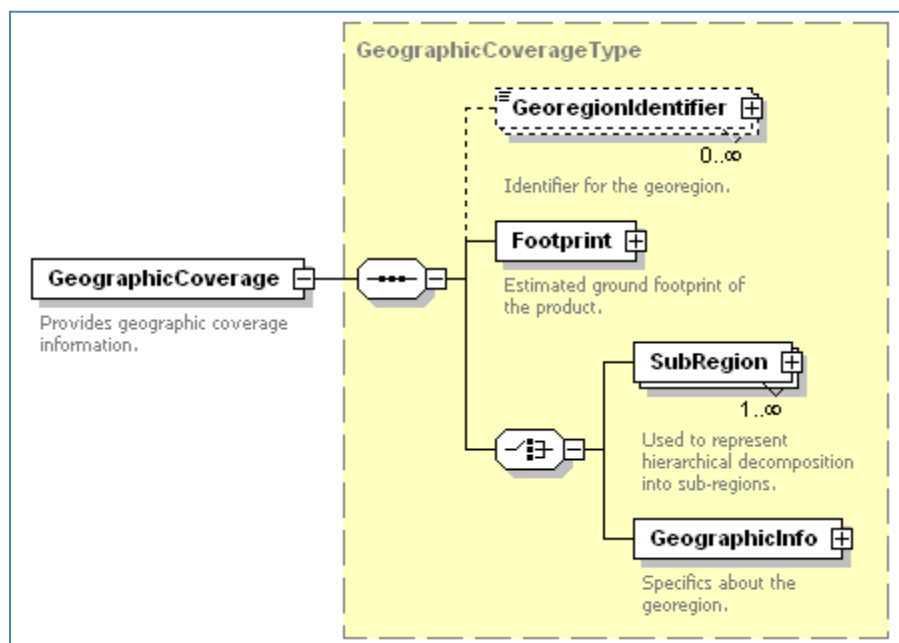 GeographicCoverageType
GeoregionIdentifier
0..∞
Identifier for the georegion.
Footprint
Estimated ground footprint of
the product.
GeographicCoverage
Provides geographic coverage
information.
SubRegion
1..∞
Used to represent
hierarchical decomposition
into sub-regions.
GeographicInfo
Specifics about the
georegion.